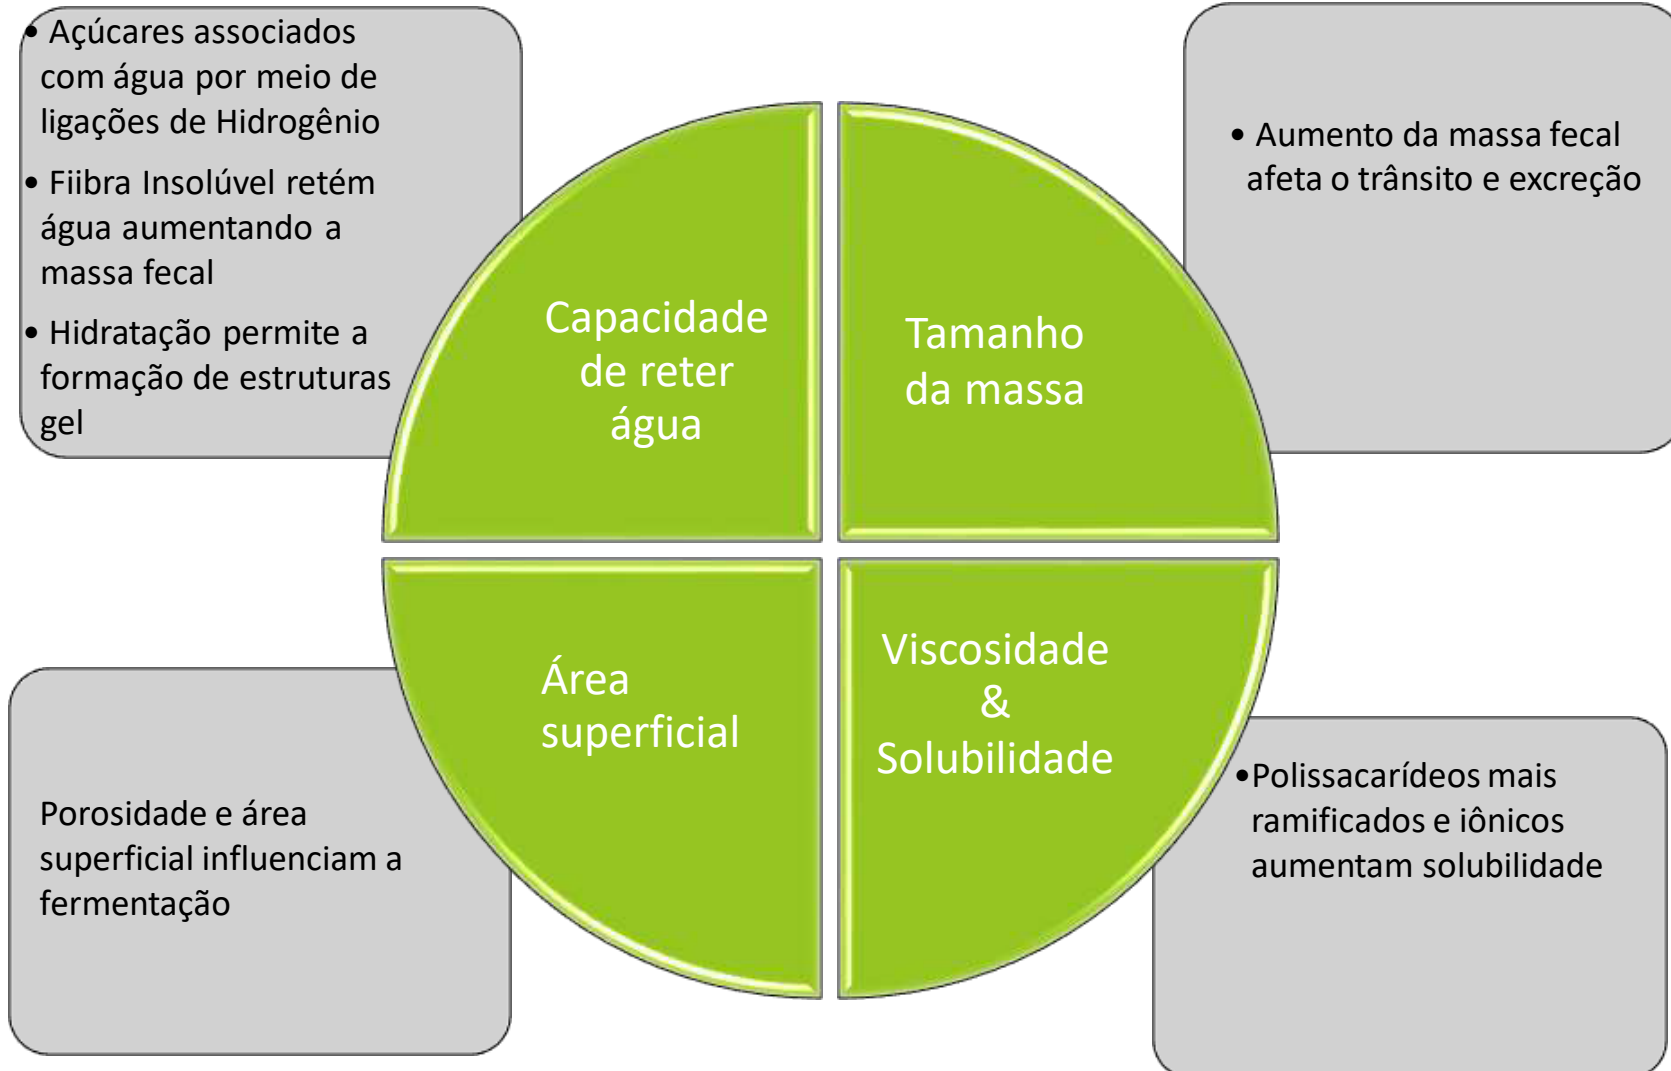 • Açúcares associados
com água por meio de
ligações de Hidrogênio
• Fiibra Insolúvel retém
água aumentando a
massa fecal
• Hidratação permite a
formação de estruturas
gel
Capacidade
de reter
água
Tamanho
da massa
• Aumento da massa fecal
afeta o trânsito e excreção
Área
superficial
Porosidade e área
superficial influenciam a
fermentação
Viscosidade
&
Solubilidade
•Polissacarídeos mais
ramificados e iônicos
aumentam solubilidade